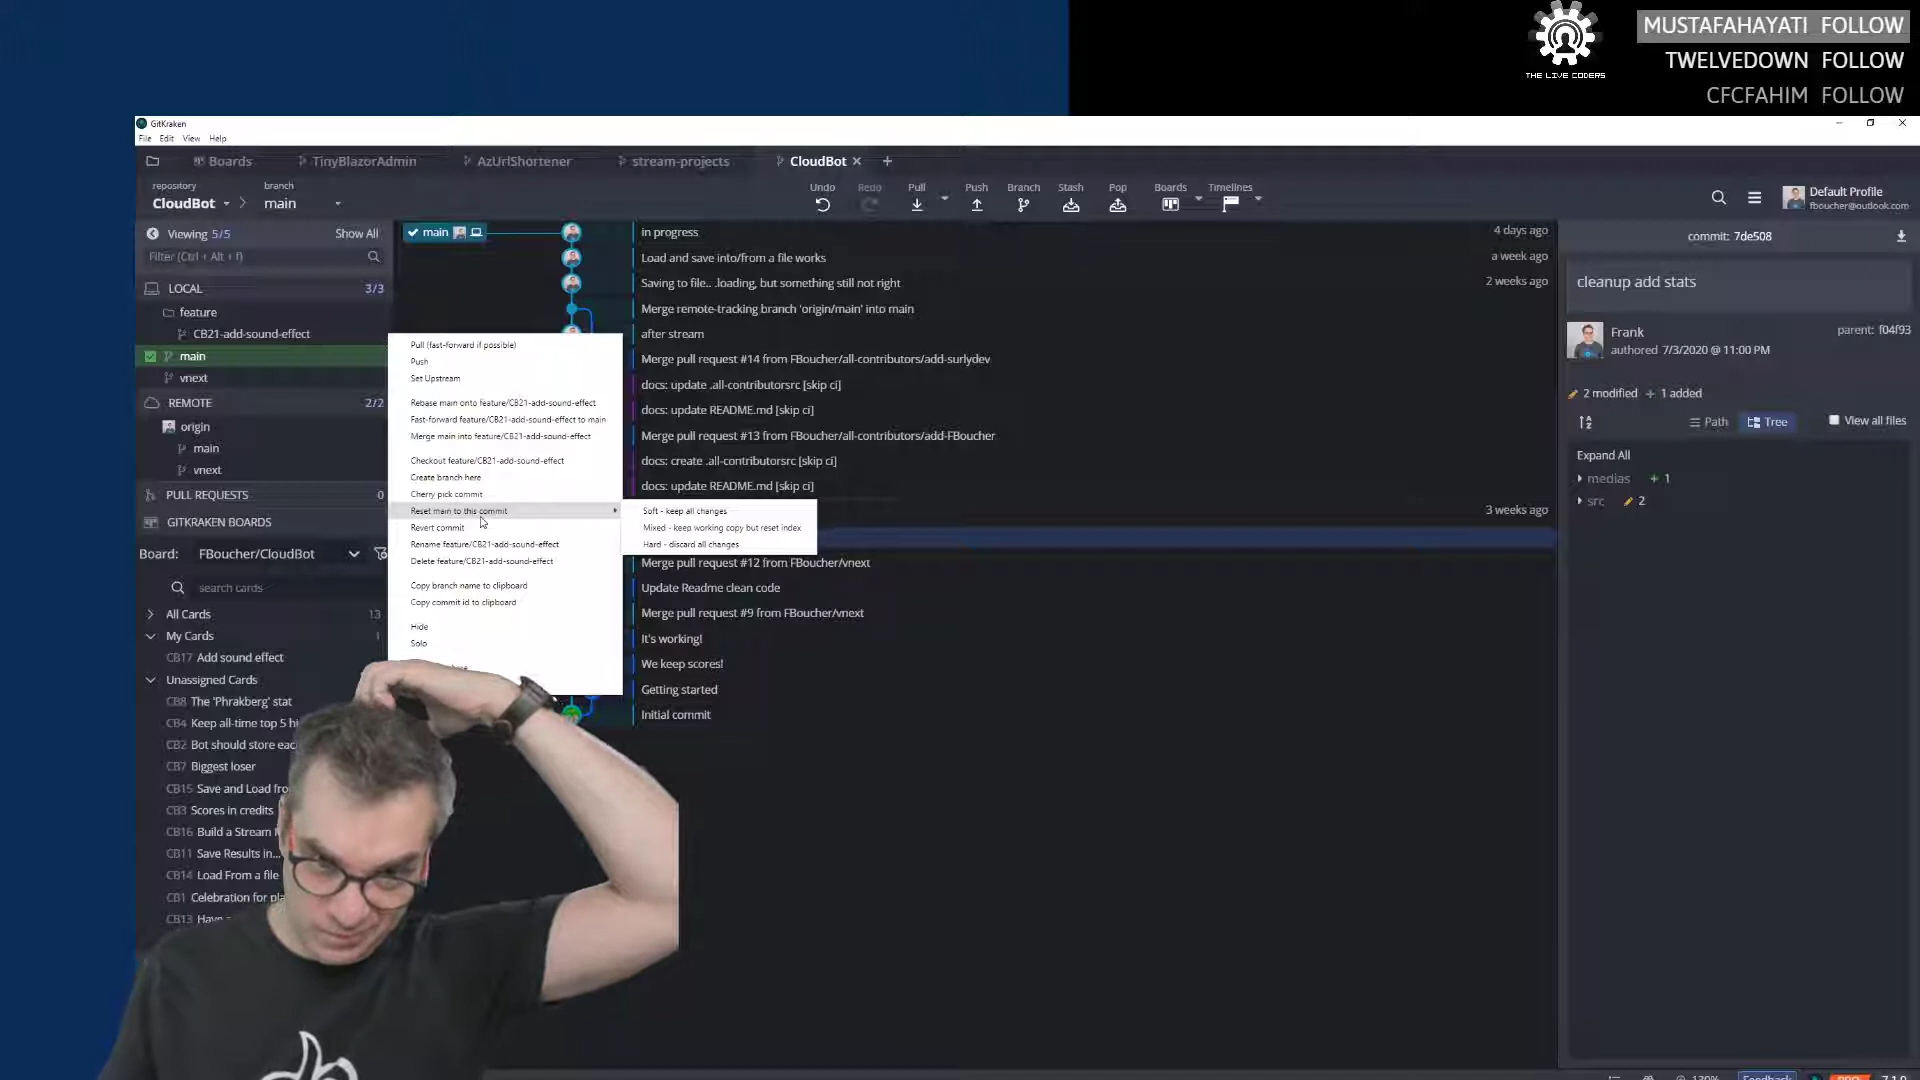 MUSTAFAHAYATI FOLLOW
TWELVEDOWN FOLLOW
CFCFAHIM FOLLOW
THE LIVE CODERS
GitKraken
File Edit View Help
Boards TinyBlazorAdmin AzUrlShortener stream-projects CloudBot
repository branch
CloudBot main
Undo Redo Pull Push Branch Stash Pop Boards Timelines
Default Profile
fboucher@outlook.com
Viewing 5/5 Show All
Filter (Ctrl + Alt + f)
LOCAL 3/3
feature
CB21-add-sound-effect
main
vnext
REMOTE 2/2
origin
main
vnext
PULL REQUESTS 0
GITKRAKEN BOARDS
Board: FBoucher/CloudBot
search cards
All Cards 13
My Cards 1
CB17 Add sound effect
Unassigned Cards
CB8 The 'Phrakberg' stat
CB4 Keep all-time top 5
CB2 Bot should store
CB7 Biggest loser
CB15 Save and Load
CB3 Scores in credits
CB16 Build a Stream
CB11 Save Results in...
CB14 Load From a file
CB1 Celebration for
CB13
main
in progress 4 days ago
Load and save into/from a file works a week ago
Saving to file.. .loading, but something still not right 2 weeks ago
Merge remote-tracking branch 'origin/main' into main
after stream
Merge pull request #14 from FBoucher/all-contributors/add-surlydev
docs: update .all-contributorsrc [skip ci]
docs: update README.md [skip ci]
Merge pull request #13 from FBoucher/all-contributors/add-FBoucher
docs: create .all-contributorsrc [skip ci]
docs: update README.md [skip ci]
3 weeks ago
Merge pull request #12 from FBoucher/vnext
Update Readme clean code
Merge pull request #9 from FBoucher/vnext
It's working!
We keep scores!
Getting started
Initial commit
Pull (fast-forward if possible)
Push
Set Upstream
Rebase main onto feature/CB21-add-sound-effect
Fast-forward feature/CB21-add-sound-effect to main
Merge main into feature/CB21-add-sound-effect
Checkout feature/CB21-add-sound-effect
Create branch here
Cherry pick commit
Reset main to this commit
Revert commit
Rename feature/CB21-add-sound-effect
Delete feature/CB21-add-sound-effect
Copy branch name to clipboard
Copy commit id to clipboard
Hide
Solo
Soft - keep all changes
Mixed - keep working copy but reset index
Hard - discard all changes
commit: 7de508
cleanup add stats
Frank parent: f04f93
authored 7/3/2020 @ 11:00 PM
2 modified + 1 added
Path Tree View all files
Expand All
medias + 1
src 2
130% Feedback PRO 7.1.0